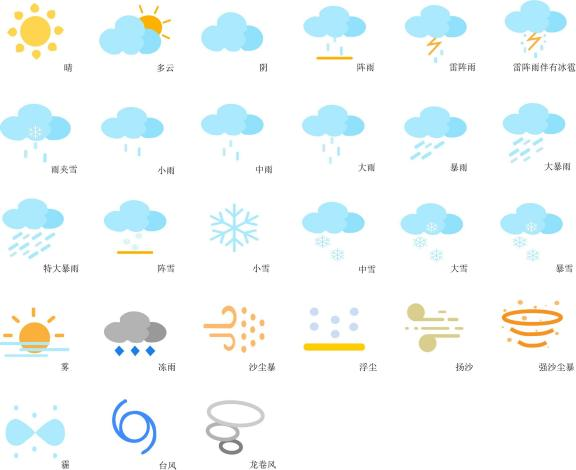 晴
多云
阴
阵雨
雷阵雨
雷阵雨伴有冰雹
雨夹雪
小雨
中雨
大雨
暴雨
大暴雨
特大暴雨
阵雪
小雪
中雪
大雪
暴雪
雾
冻雨
沙尘暴
浮尘
扬沙
强沙尘暴
霾
台风
龙卷风